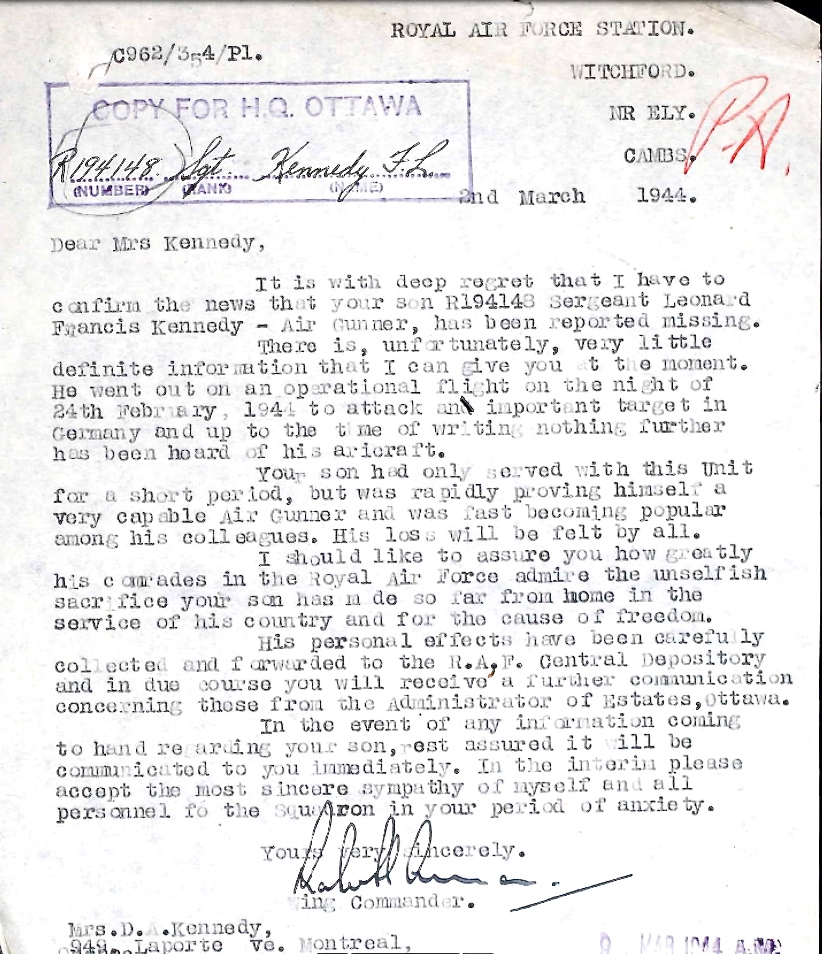 ROYAL AIR FORCE STATION.
C962/354/P1.
WITCHFORD.
COPY FOR H.Q. OTTAWA
NR ELY.
P.A.
R194148. Sgt. Kennedy F.L.
CAMBS.
(NUMBER) (RANK) (NAME)
2nd March 1944.
Dear Mrs Kennedy,
It is with deep regret that I have to
confirm the news that your son R194148 Sergeant Leonard
Francis Kennedy - Air Gunner, has been reported missing.
There is, unfortunately, very little
definite information that I can give you at the moment.
He went out on an operational flight on the night of
24th February, 1944 to attack an important target in
Germany and up to the time of writing nothing further
has been heard of his aricraft.
Your son had only served with this Unit
for a short period, but was rapidly proving himself a
very capable Air Gunner and was fast becoming popular
among his colleagues. His loss will be felt by all.
I should like to assure you how greatly
his comrades in the Royal Air Force admire the unselfish
sacrifice your son has made so far from home in the
service of his country and for the cause of freedom.
His personal effects have been carefully
collected and forwarded to the R.A.F. Central Depository
and in due course you will receive a further communication
concerning these from the Administrator of Estates,Ottawa.
In the event of any information coming
to hand regarding your son,rest assured it will be
communicated to you immediately. In the interim please
accept the most sincere sympathy of myself and all
personnel fo the Squadron in your period of anxiety.
Yours very sincerely.
Wing Commander.
Mrs.D.A.Kennedy,
949. Laporte Ave. Montreal,
MAR 1944 A.M.